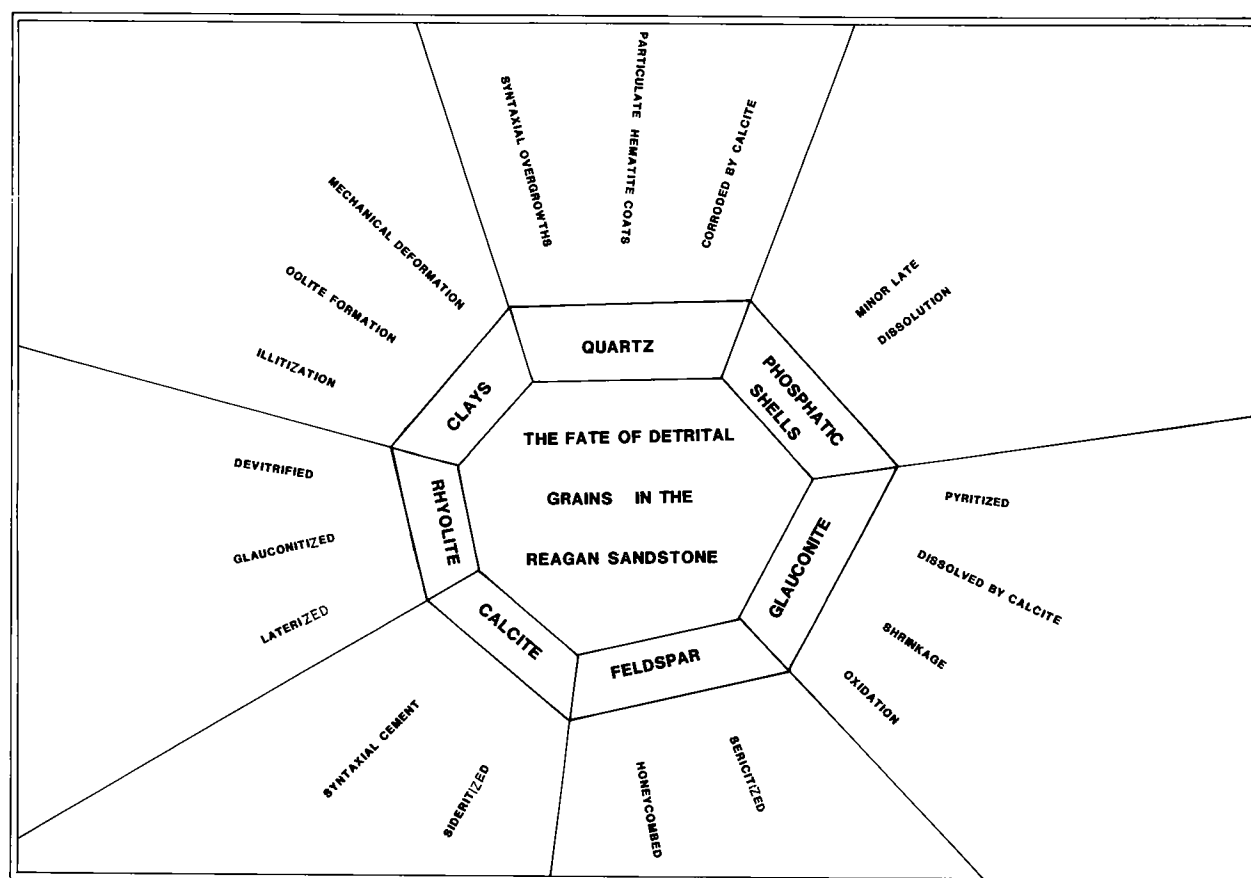 SYNTAXIAL OVERGROWTHS
PARTICULATE HEMATITE COATS
CORRODED BY CALCITE
MECHANICAL DEFORMATION
OOLITE FORMATION
ILLITIZATION
MINOR LATE
DISSOLUTION
QUARTZ
CLAYS
PHOSPHATIC
SHELLS
THE FATE OF DETRITAL
GRAINS IN THE
REAGAN SANDSTONE
DEVITRIFIED
GLAUCONITIZED
LATERIZED
RHYOLITE
GLAUCONITE
PYRITIZED
DISSOLVED BY CALCITE
SHRINKAGE
OXIDATION
CALCITE
FELDSPAR
SYNTAXIAL CEMENT
SIDERITIZED
HONEYCOMBED
SERICITIZED